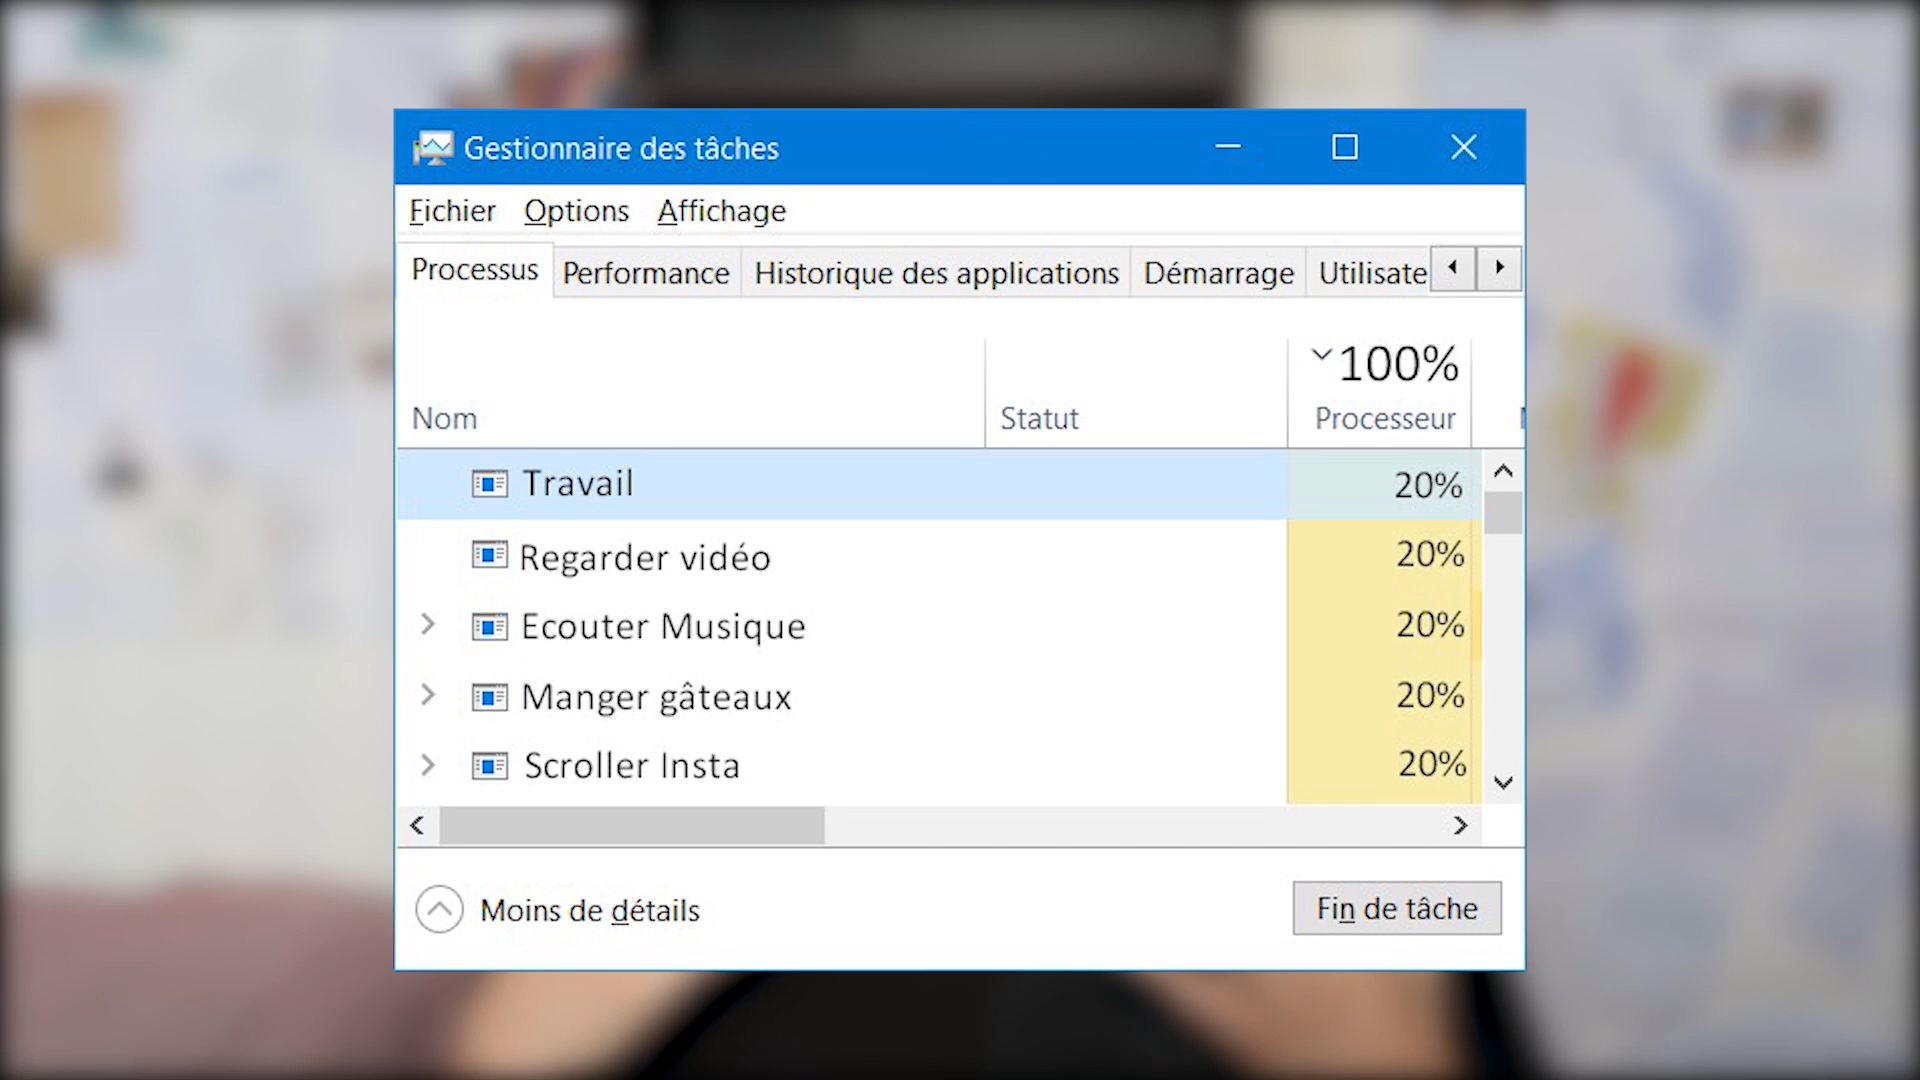 Gestionnaire des tâches
Fichier Options Affichage
Processus Performance Historique des applications Démarrage Utilisate
100%
Nom Statut Processeur
Travail 20%
Regarder vidéo 20%
Ecouter Musique 20%
Manger gâteaux 20%
Scroller Insta 20%
Moins de détails Fin de tâche